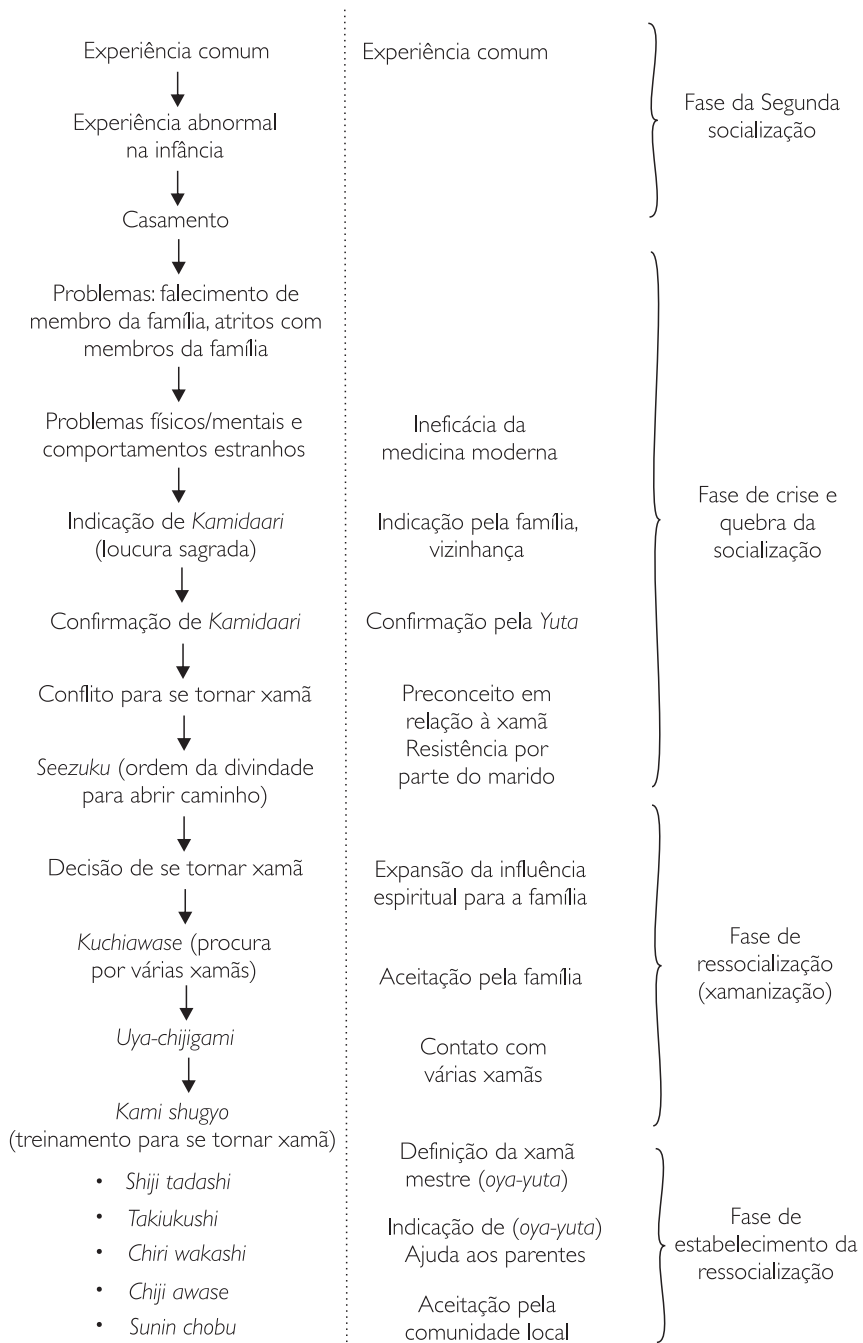 Experiência comum
Experiência abnormal
na infância
Casamento
Problemas: falecimento de
membro da família, atritos com
membros da família
Problemas físicos/mentais e
comportamentos estranhos
Indicação de Kamidaari
(loucura sagrada)
Confirmação de Kamidaari
Conflito para se tornar xamã
Seezuku (ordem da divindade
para abrir caminho)
Decisão de se tornar xamã
Kuchiawase (procura
por várias xamãs)
Uya-chijigami
Kami shugyo
(treinamento para se tornar xamã)
• Shiji tadashi
• Takiukushi
• Chiri wakashi
• Chiji awase
• Sunin chobu
Experiência comum
Ineficácia da
medicina moderna
Indicação pela família,
vizinhança
Confirmação pela Yuta
Preconceito em
relação à xamã
Resistência por
parte do marido
Expansão da influência
espiritual para a família
Aceitação pela família
Contato com
várias xamãs
Definição da xamã
mestre (oya-yuta)
Indicação de (oya-yuta)
Ajuda aos parentes
Aceitação pela
comunidade local
Fase da Segunda
socialização
Fase de crise e
quebra da
socialização
Fase de
ressocialização
(xamanização)
Fase de
estabelecimento da
ressocialização